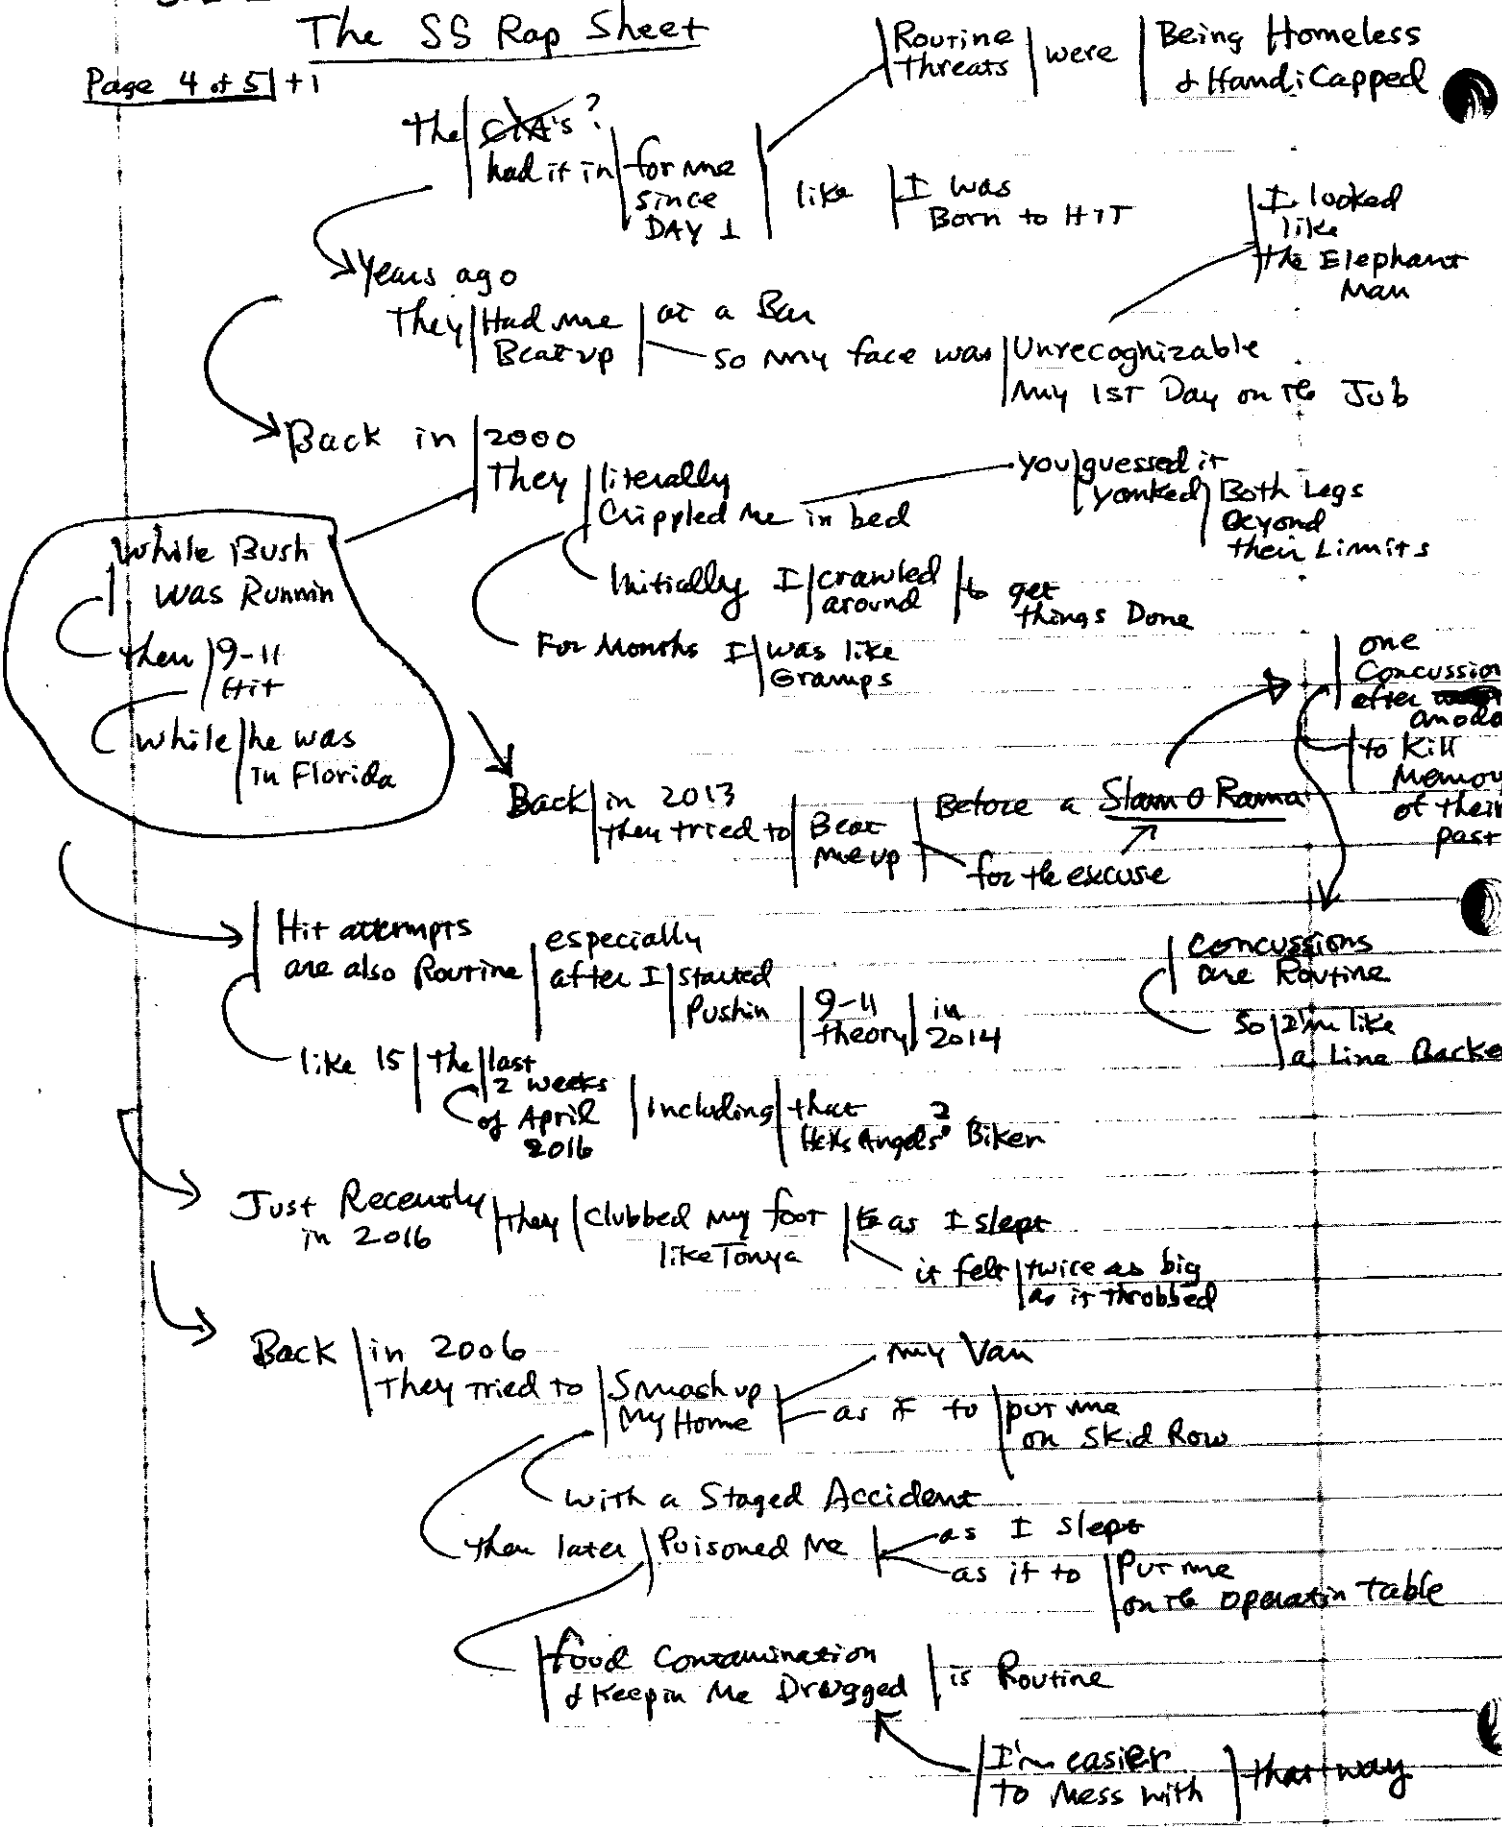 The SS Rap Sheet
Page 4 of 5 +1
Routine
threats
were
Being Homeless
& HandiCapped
The CIA's?
had it in
for me
since
DAY 1
like
I was
Born to HIT
I looked
like
the Elephant
Man
Years ago
They
Had me
Beat up
at a Bar
so my face was
Unrecognizable
my 1ST Day on the Job
Back in
2000
They
literally
Crippled Me in bed
you guessed it
yonked
Both Legs
Beyond
their Limits
Initially I
crawled
around
to get
things Done
For Months I
was like
Gramps
While Bush
was Runnin
then
9-11
Hit
while
he was
in Florida
one
Concussion
after
anoda
to Kill
Memory
of their
past
Back
in 2013
they tried to
Beat
me up
Before a Slam O Rama
for the excuse
Hit attempts
are also Routine
especially
after I
started
Pushin
9-11
theory
in
2014
Concussions
are Routine
So
I'm like
a Line Backe
like 15
the
last
2 weeks
of April
2016
Including
that
Hells Angels? Biker
Just Recently
in 2016
they
Clubbed my foot
like Tonya
as I slept
it felt
twice as big
as it throbbed
Back
in 2006
They tried to
Smash up
My Home
my Van
as if to
put me
on Skid Row
with a Staged Accident
then later
Poisoned Me
as I slept
as if to
Put me
on the operatin Table
food Contamination
& Keepin Me Drugged
is Routine
I'm easier
to Mess with
that way